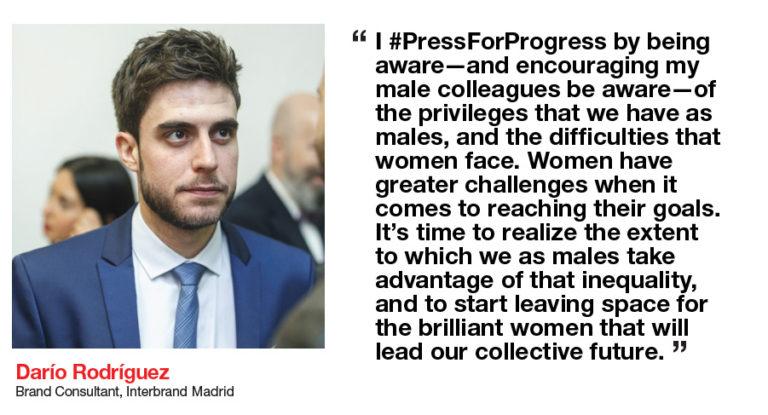 “ I #PressForProgress by being
aware—and encouraging my
male colleagues be aware—of
the privileges that we have as
males, and the difficulties that
women face. Women have
greater challenges when it
comes to reaching their goals.
It’s time to realize the extent
to which we as males take
advantage of that inequality,
and to start leaving space for
the brilliant women that will
lead our collective future. ”
Darío Rodríguez
Brand Consultant, Interbrand Madrid